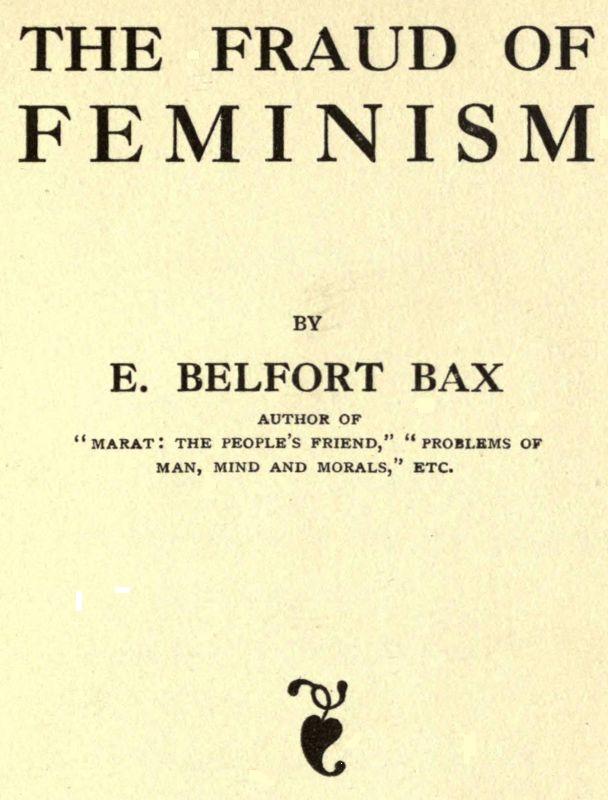 THE FRAUD OF
FEMINISM
BY
E. BELFORT BAX
AUTHOR OF
“MARAT: THE PEOPLE’S FRIEND,” “PROBLEMS OF
MAN, MIND AND MORALS,” ETC.